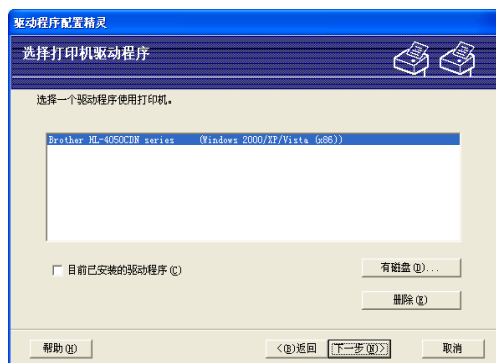 驱动程序配置精灵
选择打印机驱动程序
选择一个驱动程序使用打印机。
Brother HL-4050CDN series (Windows 2000/XP/Vista (x86))
目前已安装的驱动程序(C)
有磁盘(D)...
删除(E)
帮助(H)
<(B)返回
下一步(N)>
取消